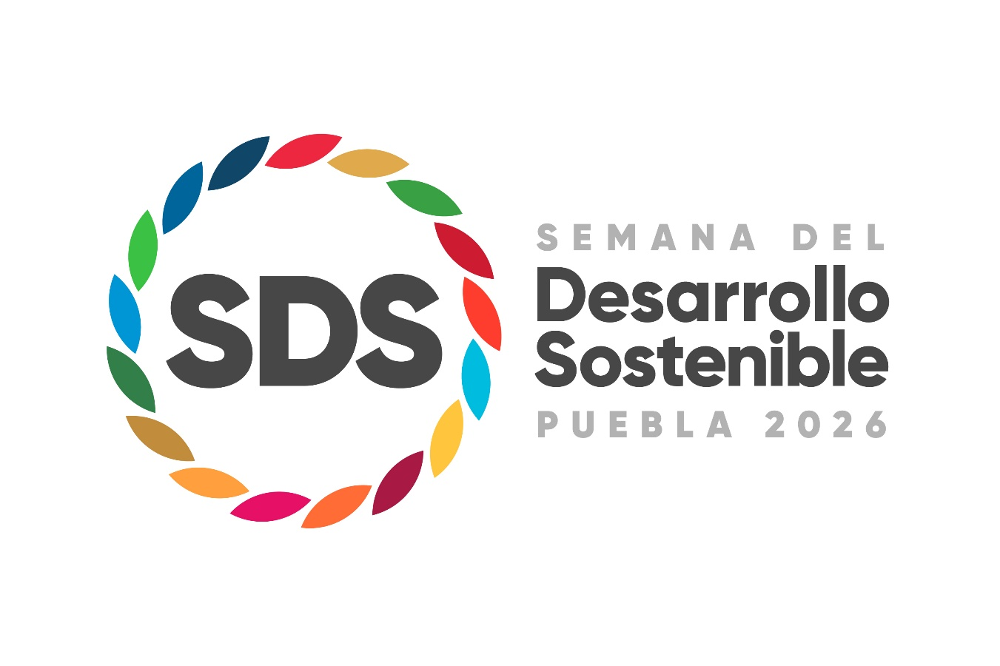 SDS
SEMANA DEL
Desarrollo
Sostenible
PUEBLA 2026